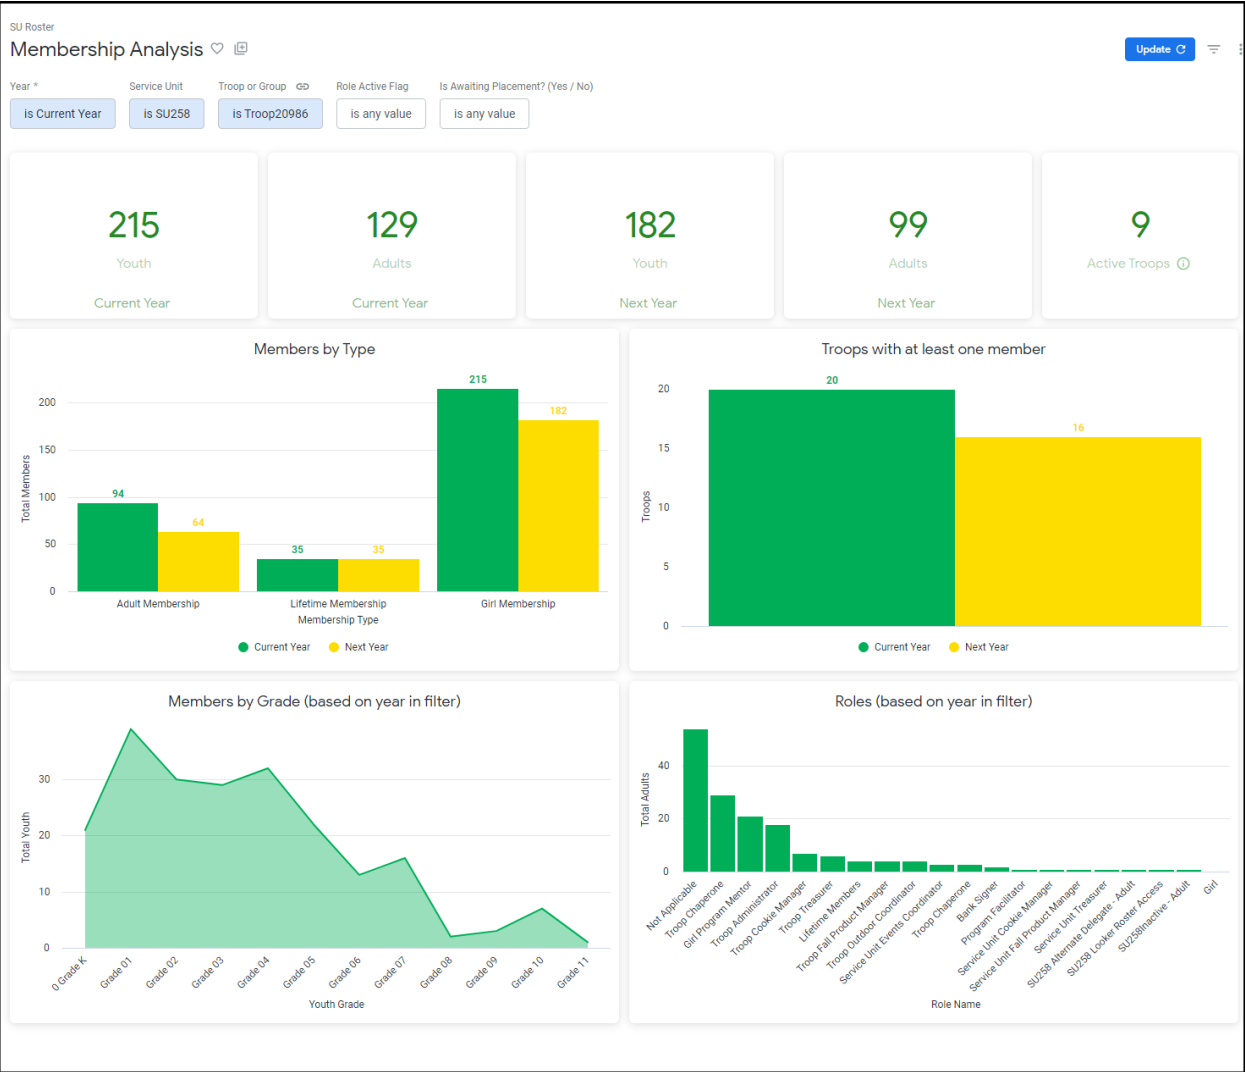 SU Roster
Membership Analysis
Update
Year *
Service Unit
Troop or Group
Role Active Flag
Is Awaiting Placement? (Yes / No)
is Current Year
is SU258
is Troop20986
is any value
is any value
215
Youth
Current Year
129
Adults
Current Year
182
Youth
Next Year
99
Adults
Next Year
9
Active Troops
Members by Type
Total Members
200
150
100
50
0
94
64
35
35
215
182
Adult Membership
Lifetime Membership
Girl Membership
Membership Type
Current Year
Next Year
Troops with at least one member
Troops
20
15
10
5
0
20
16
Current Year
Next Year
Members by Grade (based on year in filter)
Total Youth
30
20
10
0
0 Grade K
Grade 01
Grade 02
Grade 03
Grade 04
Grade 05
Grade 06
Grade 07
Grade 08
Grade 09
Grade 10
Grade 11
Youth Grade
Roles (based on year in filter)
Total Adults
40
20
0
Not Applicable
Troop Chaperone
Girl Program Mentor
Troop Administrator
Troop Cookie Manager
Troop Treasurer
Lifetime Members
Troop Fall Product Manager
Troop Outdoor Coordinator
Service Unit Events Coordinator
Troop Chaperone
Bank Signer
Program Facilitator
Service Unit Cookie Manager
Service Unit Fall Product Manager
Service Unit Treasurer
SU258 Alternate Delegate - Adult
SU258 Looker Roster Access
SU258Inactive - Adult
Girl
Role Name